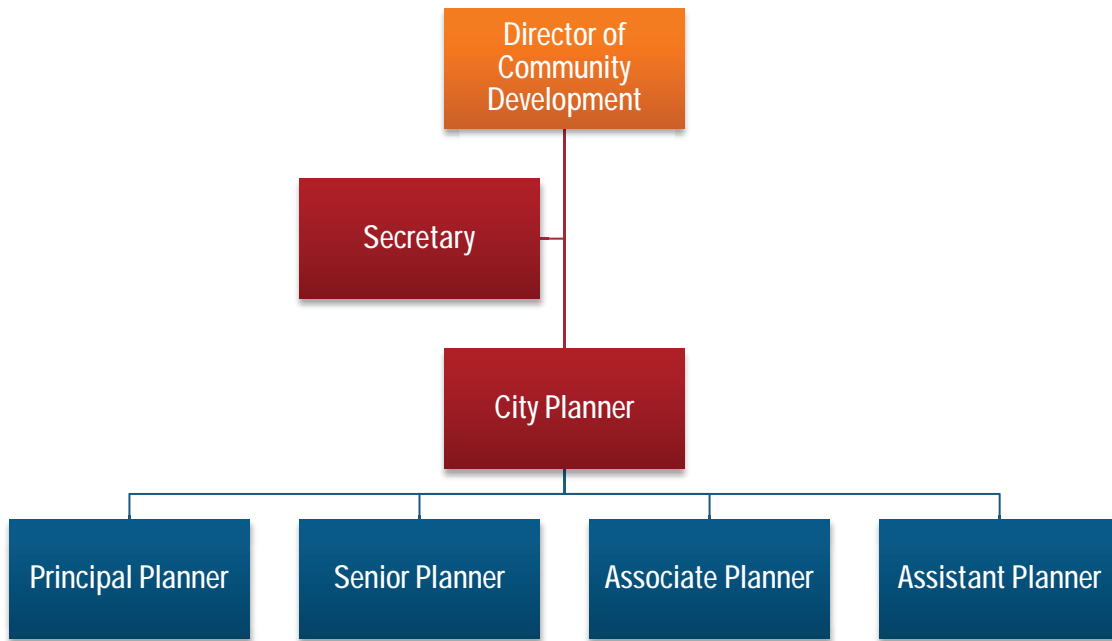 Director of
Community
Development
Secretary
City Planner
Principal Planner
Senior Planner
Associate Planner
Assistant Planner